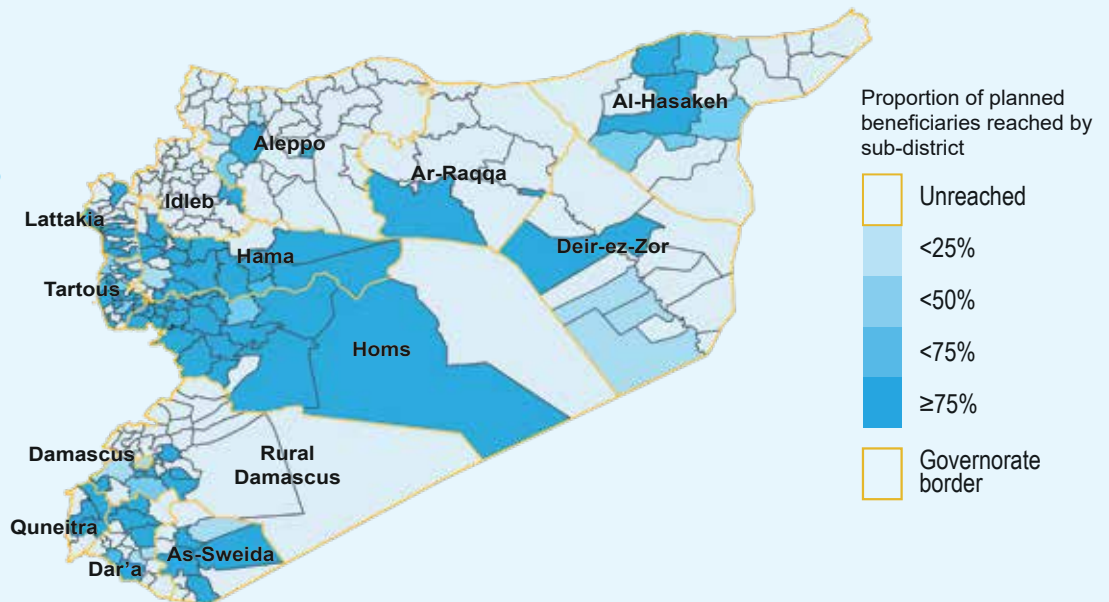 Al-Hasakeh
Aleppo
Ar-Raqqa
Idleb
Lattakia
Deir-ez-Zor
Hama
Tartous
Homs
Damascus
Rural
Damascus
Quneitra
As-Sweida
Dar'a
Proportion of planned
beneficiaries reached by
sub-district
Unreached
<25%
<50%
<75%
≥75%
Governorate
border